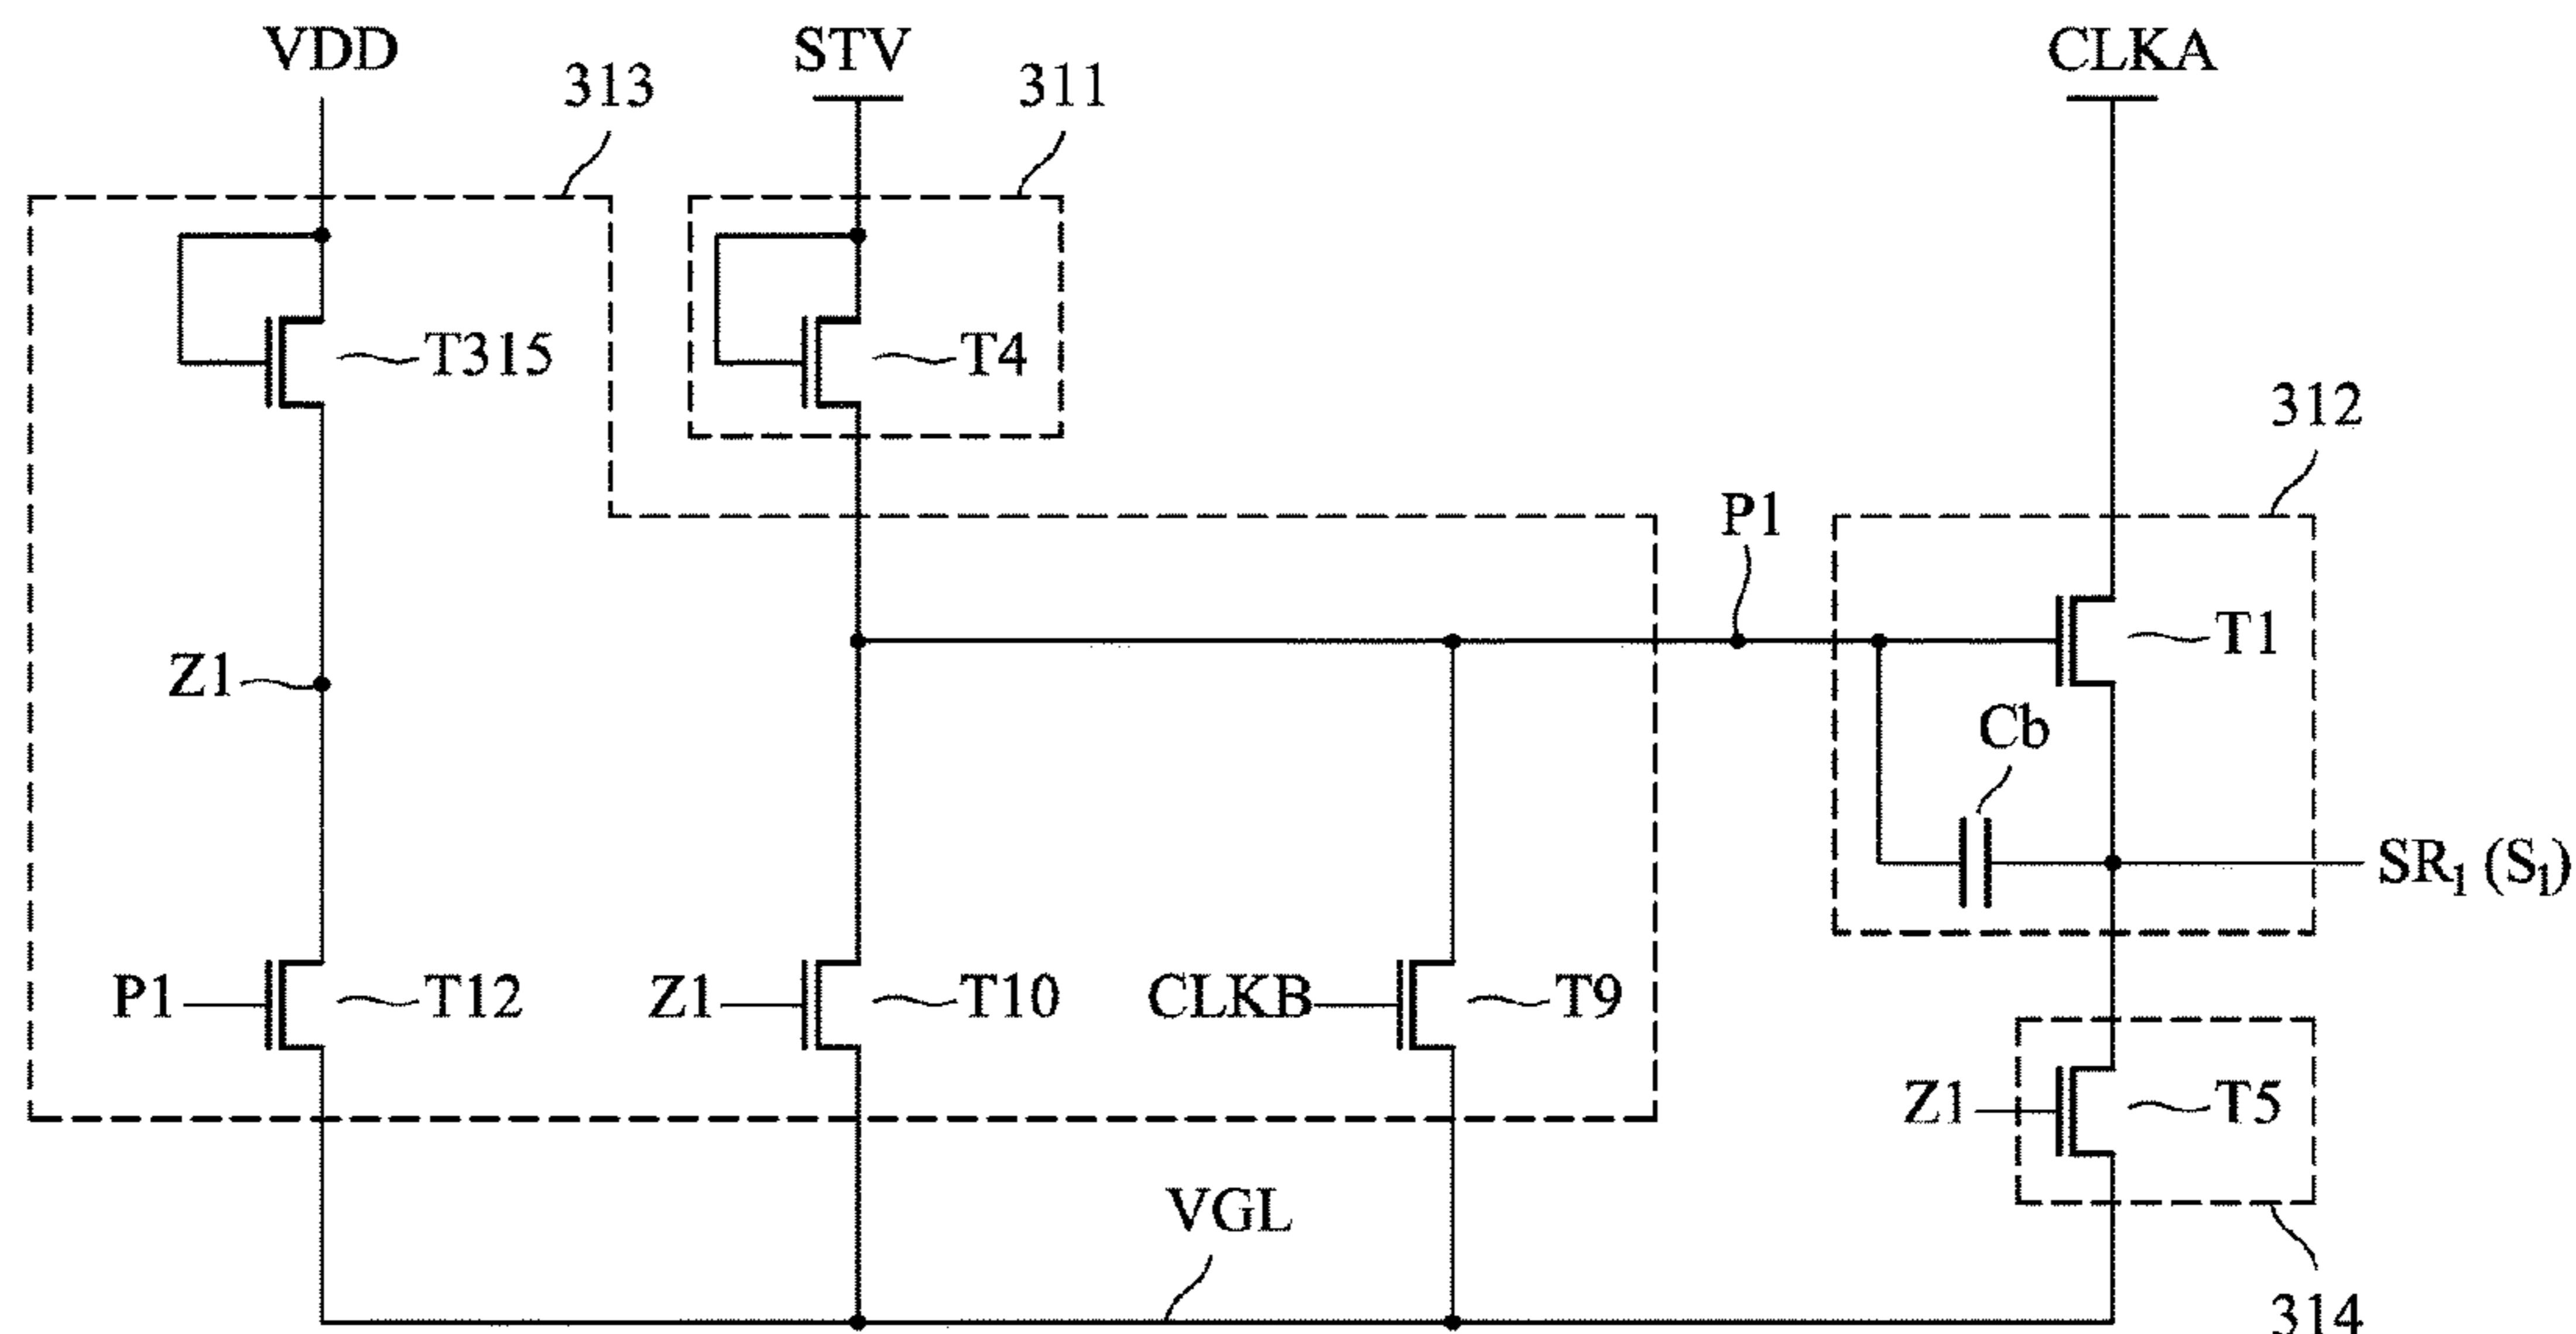 VDD
STV
CLKA
313
311
T315
T4
312
P1
T1
Z1
Cb
SR₁ (S₁)
P1
T12
Z1
T10
CLKB
T9
Z1
T5
VGL
314